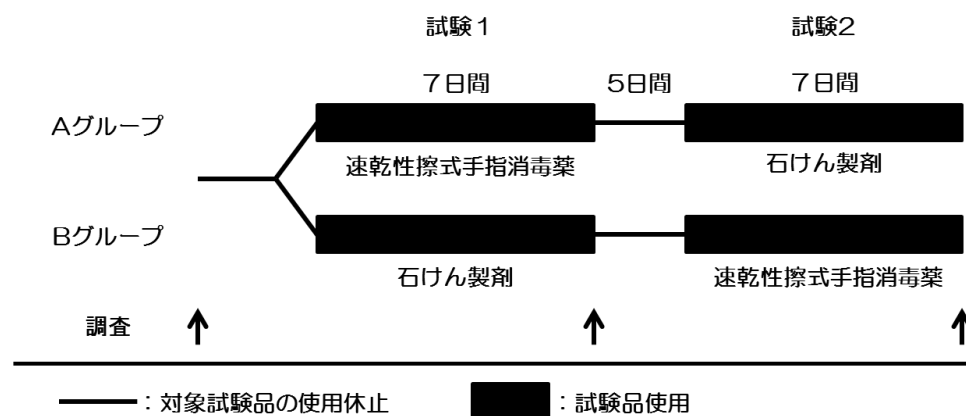 試験１
試験2
７日間
5日間
７日間
Aグループ
速乾性擦式手指消毒薬
石けん製剤
Bグループ
石けん製剤
速乾性擦式手指消毒薬
調査
：対象試験品の使用休止
：試験品使用